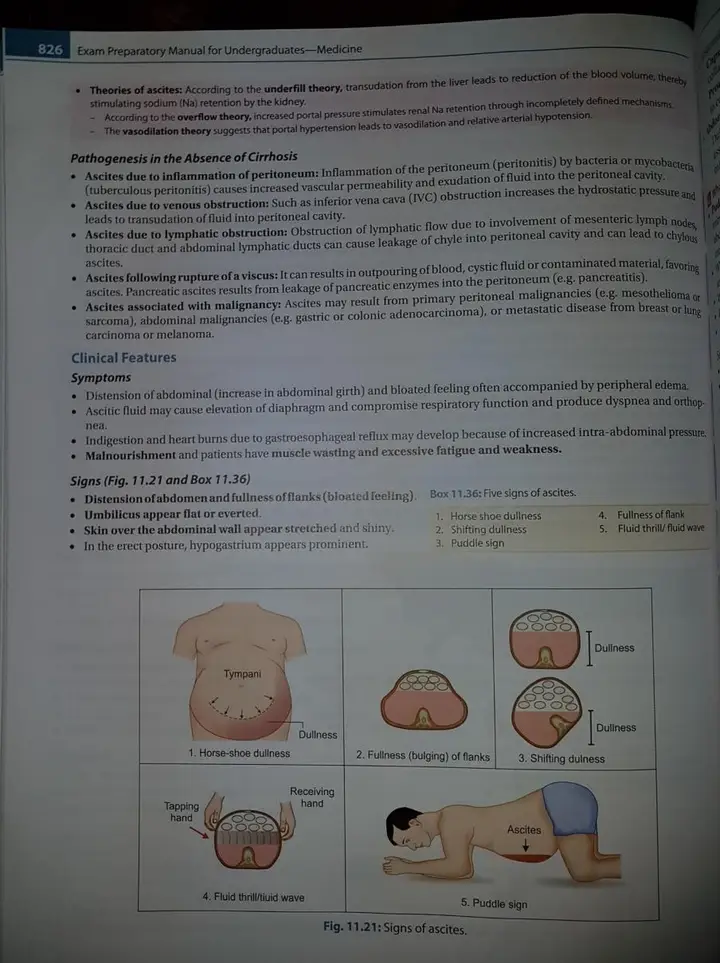 826 Exam Preparatory Manual for Undergraduates—Medicine
• Theories of ascites: According to the underfill theory, transudation from the liver leads to reduction of the blood volume, thereby
stimulating sodium (Na) retention by the kidney.
– According to the overflow theory, increased portal pressure stimulates renal Na retention through incompletely defined mechanisms.
– The vasodilation theory suggests that portal hypertension leads to vasodilation and relative arterial hypotension.
Pathogenesis in the Absence of Cirrhosis
• Ascites due to inflammation of peritoneum: Inflammation of the peritoneum (peritonitis) by bacteria or mycobacteria
(tuberculous peritonitis) causes increased vascular permeability and exudation of fluid into the peritoneal cavity.
• Ascites due to venous obstruction: Such as inferior vena cava (IVC) obstruction increases the hydrostatic pressure and
leads to transudation of fluid into peritoneal cavity.
• Ascites due to lymphatic obstruction: Obstruction of lymphatic flow due to involvement of mesenteric lymph nodes,
thoracic duct and abdominal lymphatic ducts can cause leakage of chyle into peritoneal cavity and can lead to chylous
ascites.
• Ascites following rupture of a viscus: It can results in outpouring of blood, cystic fluid or contaminated material, favoring
ascites. Pancreatic ascites results from leakage of pancreatic enzymes into the peritoneum (e.g. pancreatitis).
• Ascites associated with malignancy: Ascites may result from primary peritoneal malignancies (e.g. mesothelioma or
sarcoma), abdominal malignancies (e.g. gastric or colonic adenocarcinoma), or metastatic disease from breast or lung
carcinoma or melanoma.
Clinical Features
Symptoms
• Distension of abdominal (increase in abdominal girth) and bloated feeling often accompanied by peripheral edema.
• Ascitic fluid may cause elevation of diaphragm and compromise respiratory function and produce dyspnea and orthop-
nea.
• Indigestion and heart burns due to gastroesophageal reflux may develop because of increased intra-abdominal pressure.
• Malnourishment and patients have muscle wasting and excessive fatigue and weakness.
Signs (Fig. 11.21 and Box 11.36)
• Distension of abdomen and fullness of flanks (bloated feeling).
• Umbilicus appear flat or everted.
• Skin over the abdominal wall appear stretched and shiny.
• In the erect posture, hypogastrium appears prominent.
Box 11.36: Five signs of ascites.
1. Horse shoe dullness
2. Shifting dullness
3. Puddle sign
4. Fullness of flank
5. Fluid thrill/ fluid wave
Tympani
Dullness
1. Horse-shoe dullness
2. Fullness (bulging) of flanks
Dullness
Dullness
3. Shifting dulness
Tapping
hand
Receiving
hand
4. Fluid thrill/tiuid wave
Ascites
5. Puddle sign
Fig. 11.21: Signs of ascites.